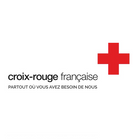 croix-rouge française
PARTOUT OÙ VOUS AVEZ BESOIN DE NOUS